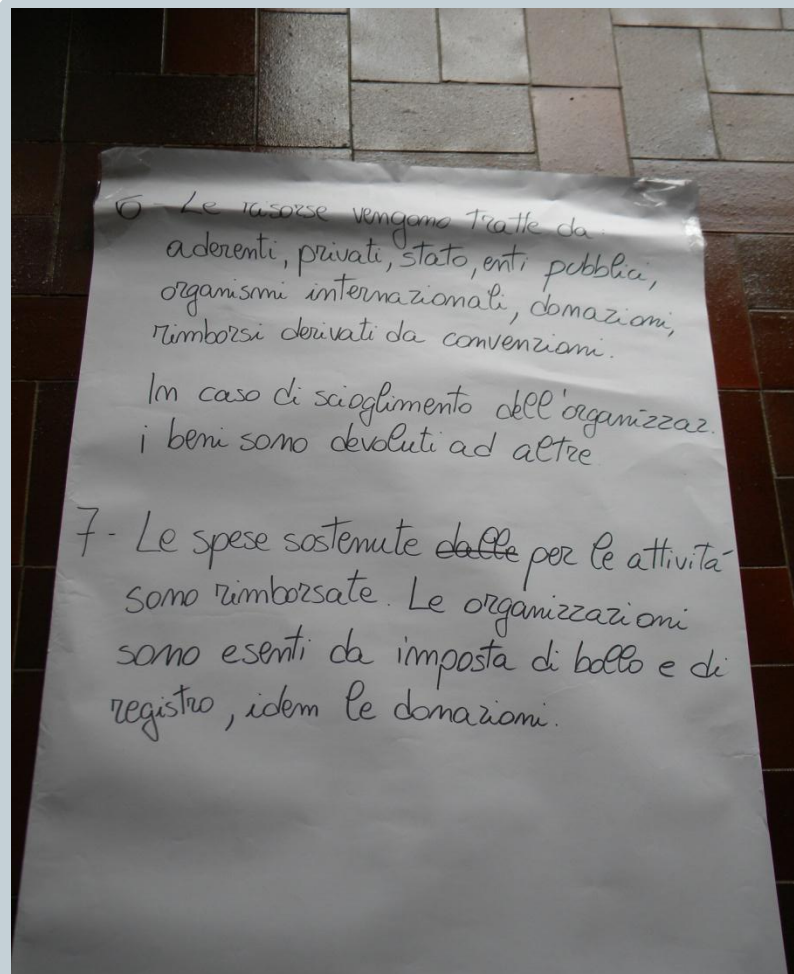 6 - Le risorse vengono tratte da
aderenti, privati, stato, enti pubblici,
organismi internazionali, donazioni,
rimborsi derivati da convenzioni.
In caso di scioglimento dell'organizzaz.
i beni sono devoluti ad altre
7 - Le spese sostenute dalle per le attività
sono rimborsate. Le organizzazioni
sono esenti da imposta di bollo e di
registro, idem le donazioni.